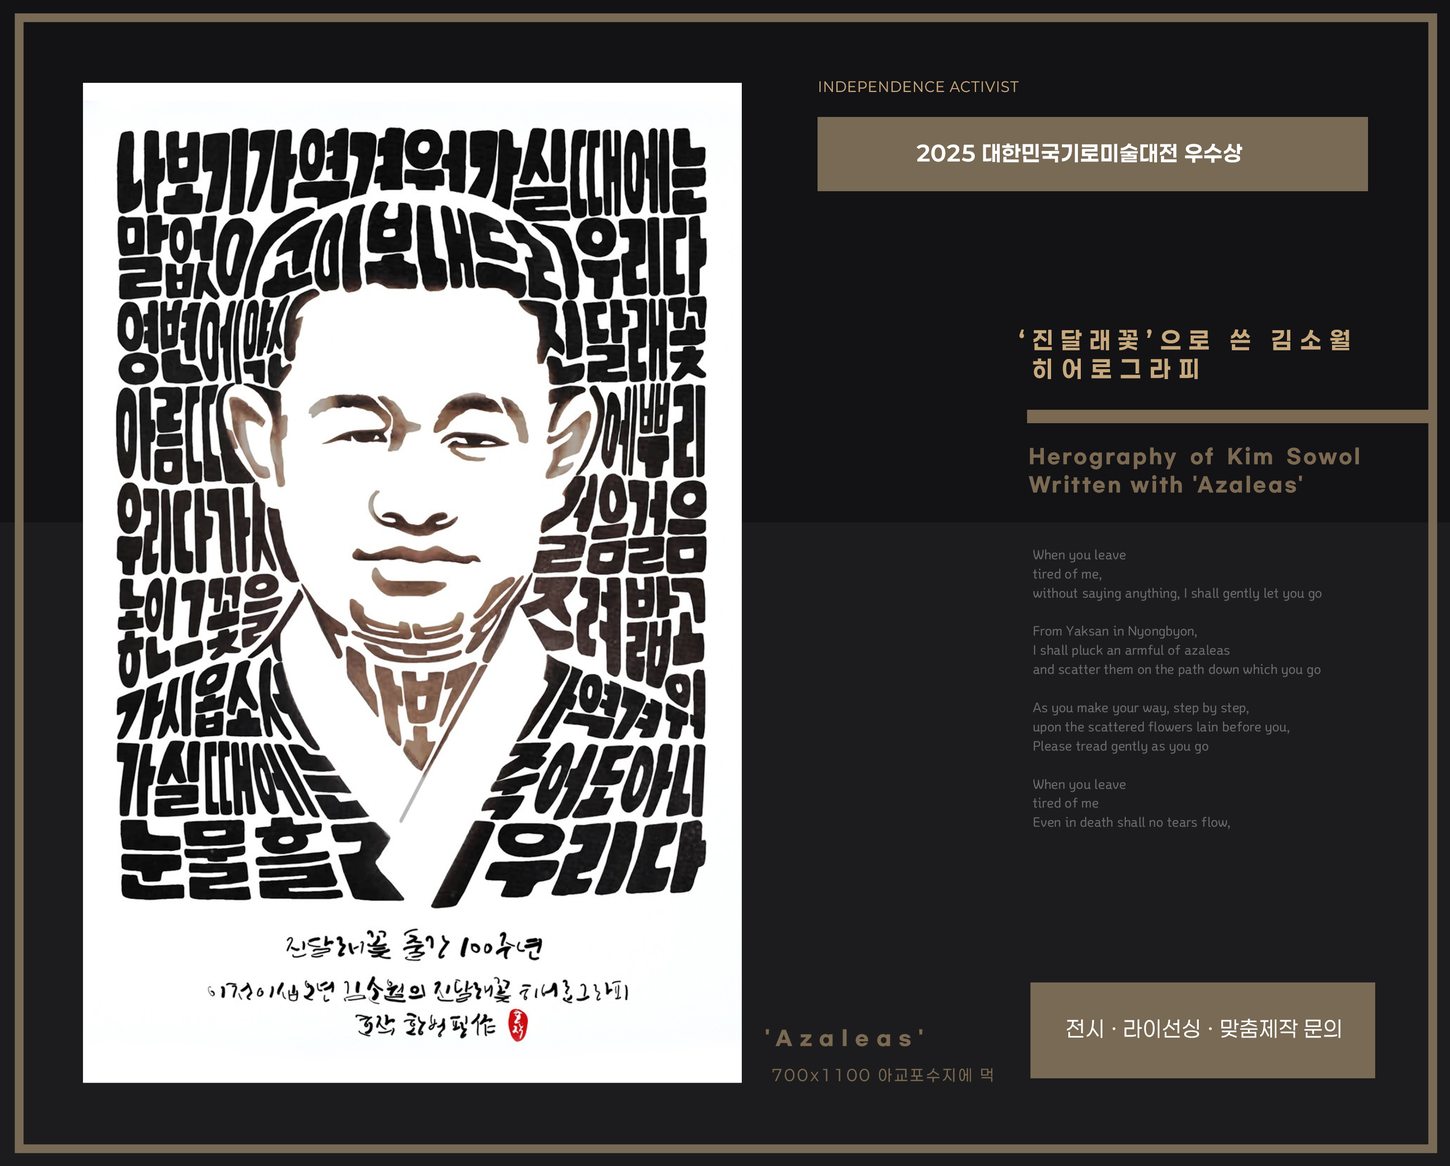 나보기가역겨워가실때에는
말없이고이보내드리우리다
영변에약산 진달래꽃
아름따 에뿌리
우리다가시 걸음걸음
놓인그꽃을 즈려밟고
가시옵소서 나보 가역겨워
가실때에는 죽어도아니
눈물흘리우리다
진달래꽃 출간 100주년
이천이십오년 김소월의 진달래꽃 히어로그라피
作
INDEPENDENCE ACTIVIST
2025 대한민국기로미술대전 우수상
‘진달래꽃’으로 쓴 김소월
히어로그라피
Herography of Kim Sowol
Written with 'Azaleas'
When you leave
tired of me,
without saying anything, I shall gently let you go
From Yaksan in Nyongbyon,
I shall pluck an armful of azaleas
and scatter them on the path down which you go
As you make your way, step by step,
upon the scattered flowers lain before you,
Please tread gently as you go
When you leave
tired of me
Even in death shall no tears flow,
'Azaleas'
700x1100 아교포수지에 먹
전시 · 라이선싱 · 맞춤제작 문의